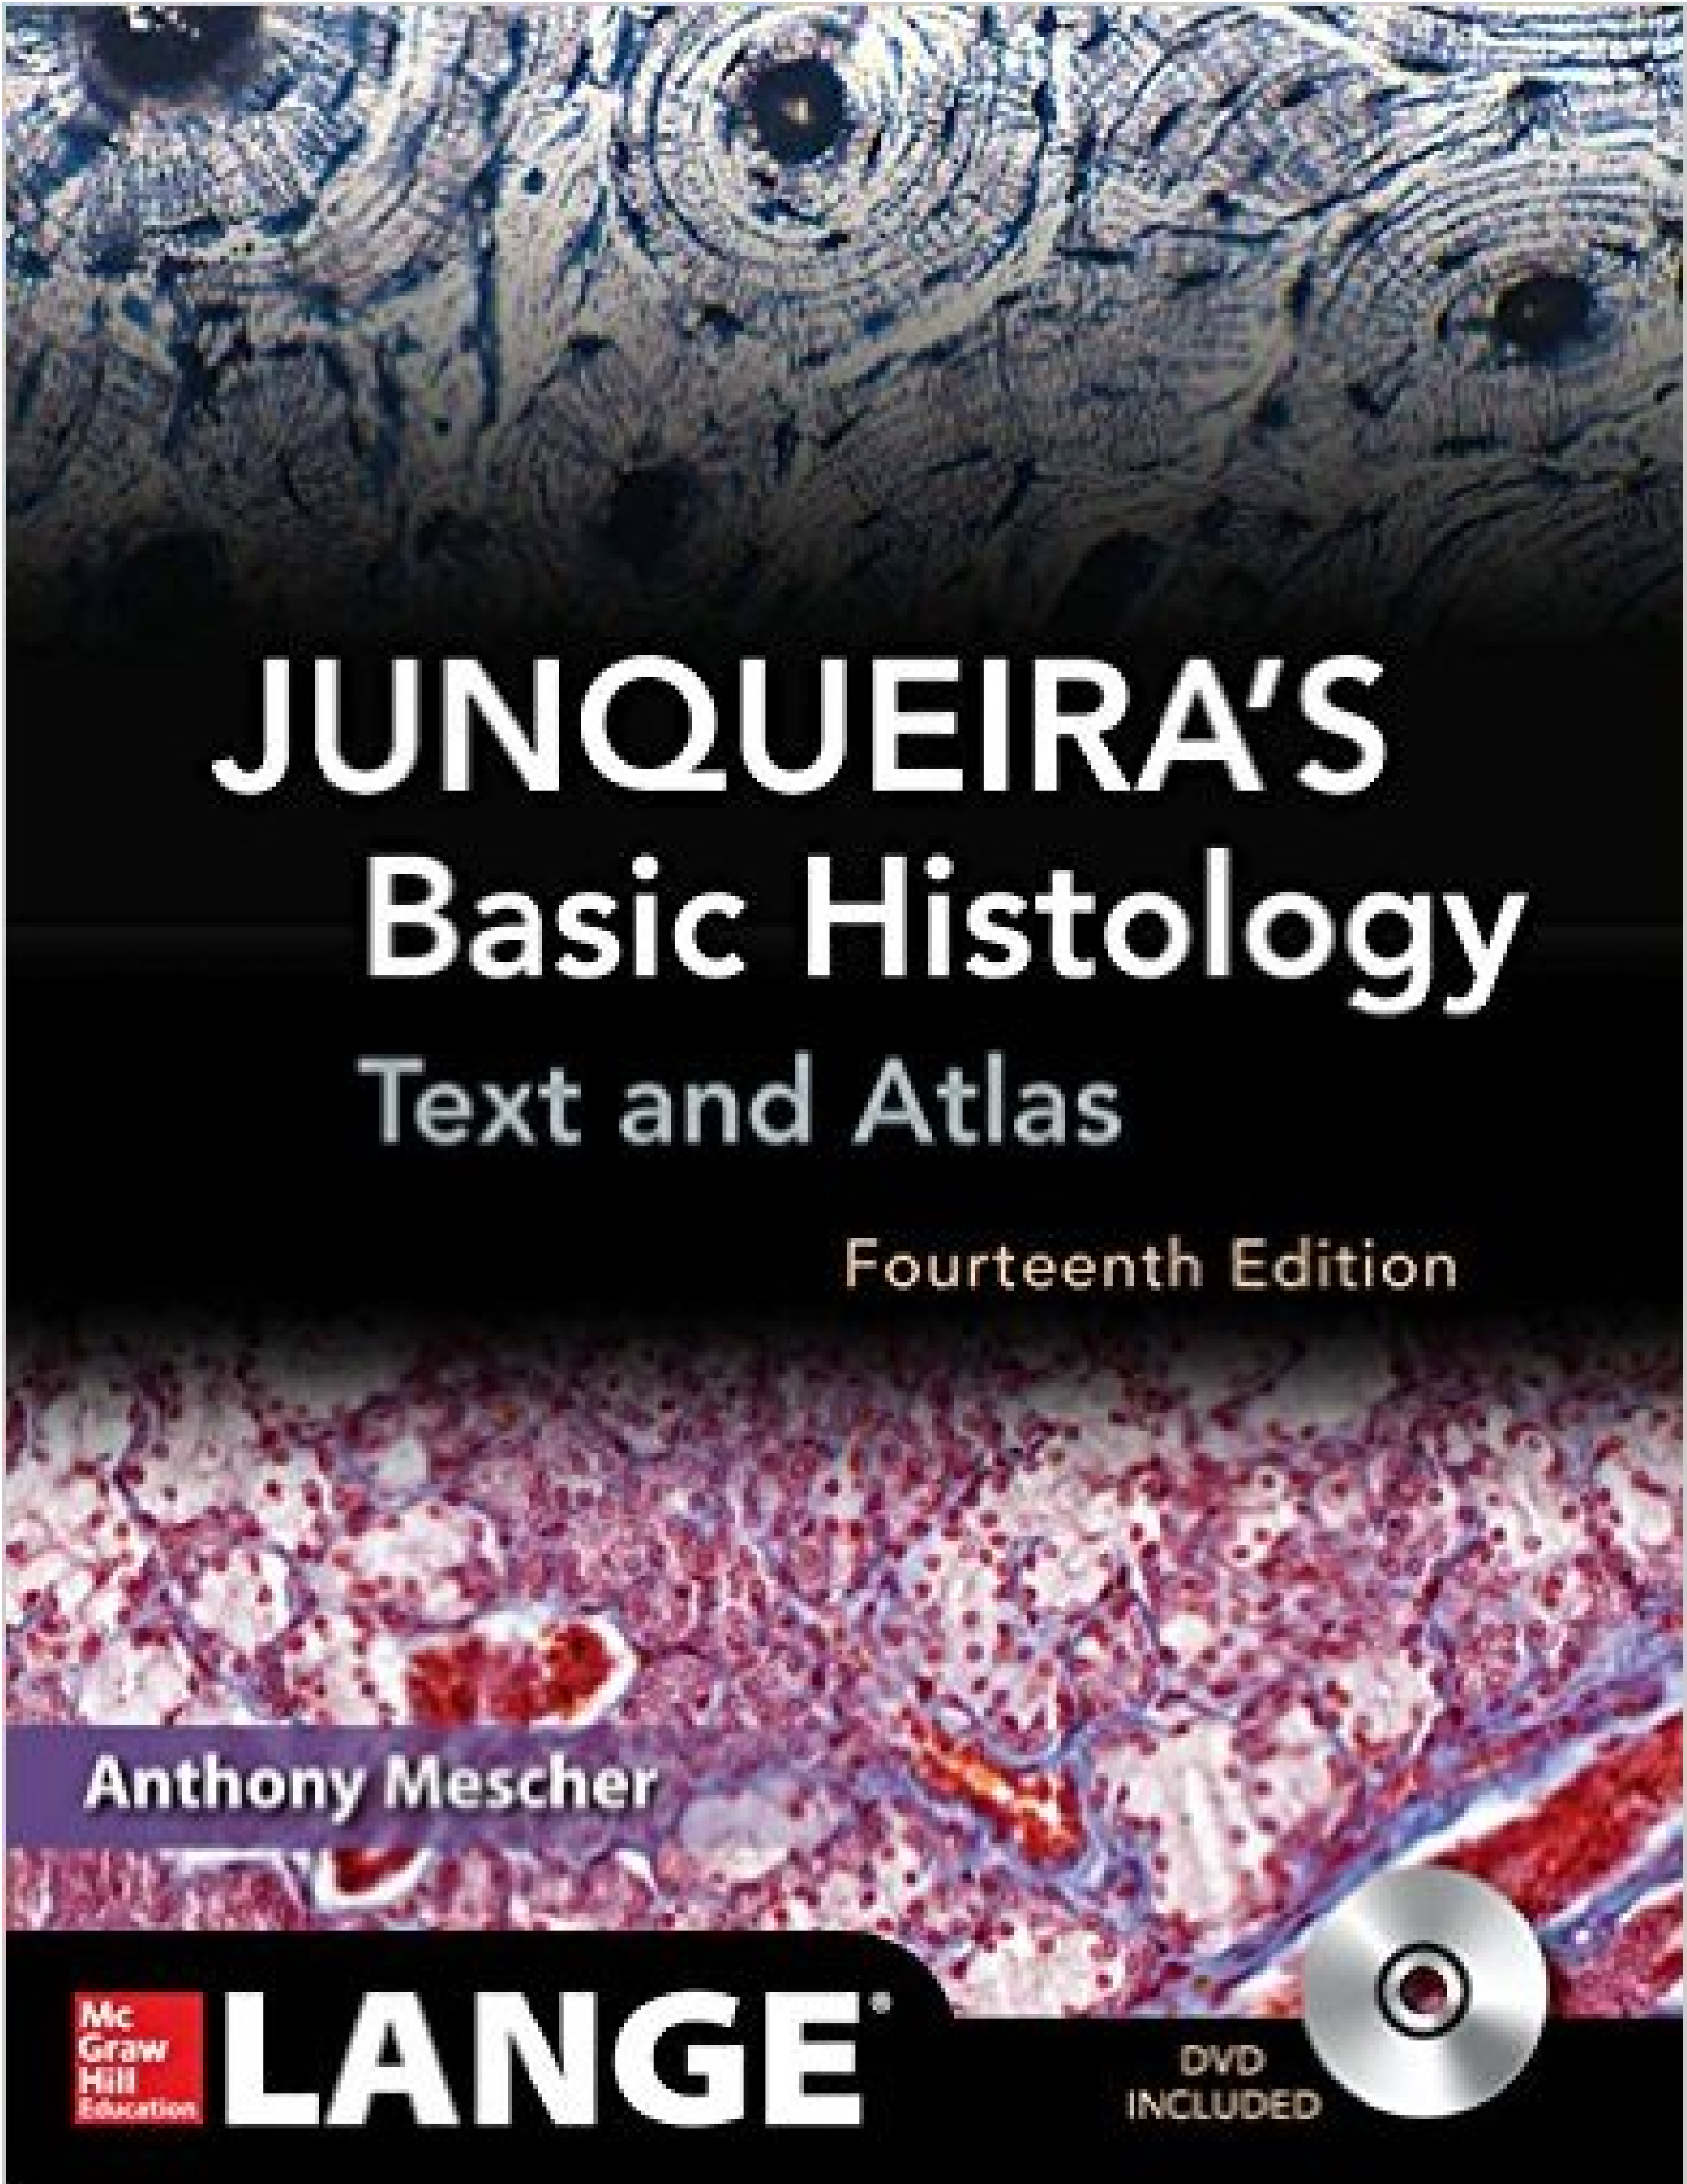 JUNQUEIRA'S
Basic Histology
Text and Atlas
Fourteenth Edition
Anthony Mescher
Mc
Graw
Hill
Education
LANGE®
DVD
INCLUDED